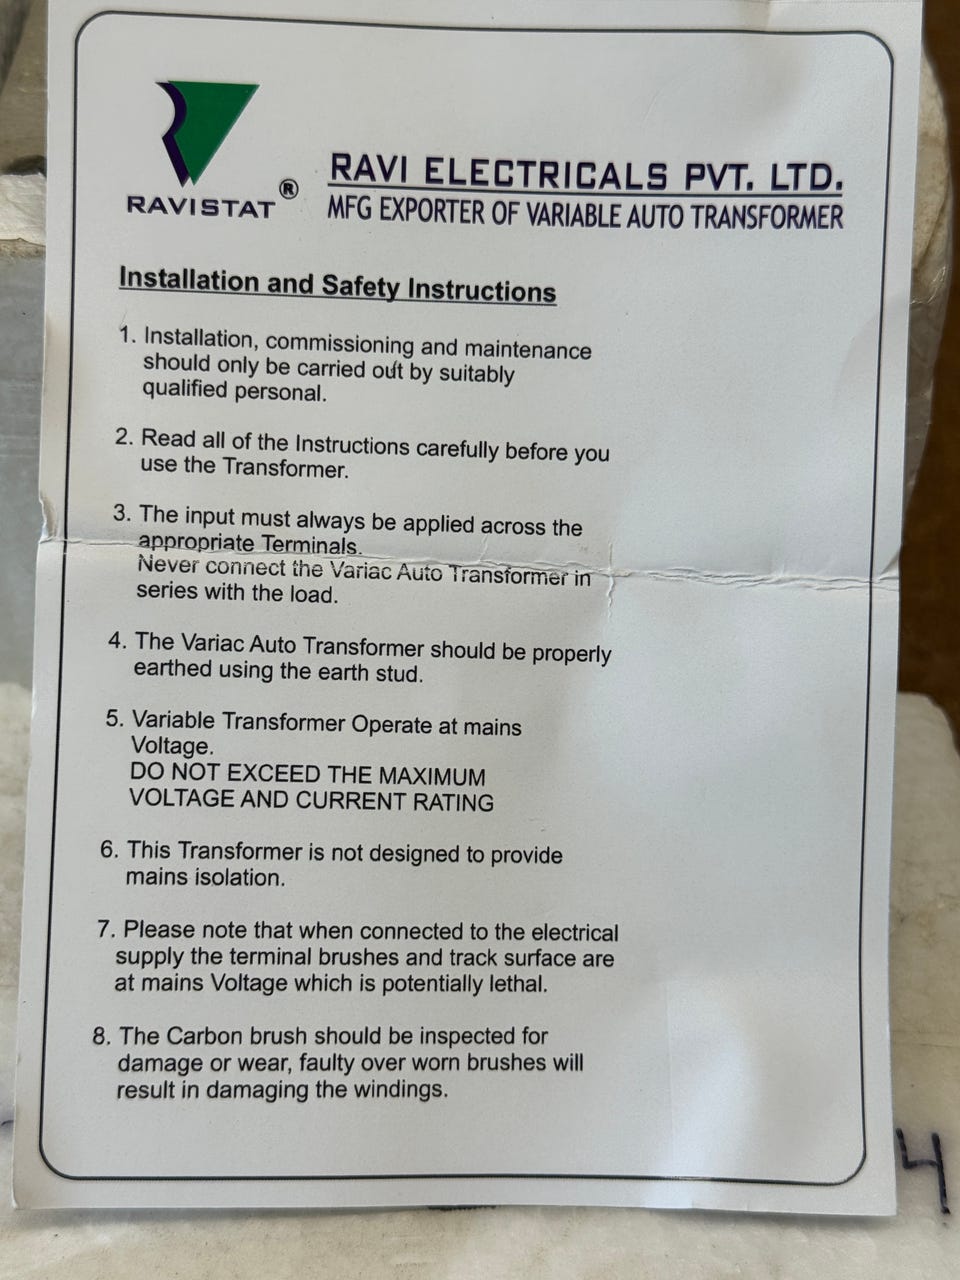 RAVISTAT ®
RAVI ELECTRICALS PVT. LTD.
MFG EXPORTER OF VARIABLE AUTO TRANSFORMER
Installation and Safety Instructions
1. Installation, commissioning and maintenance
should only be carried out by suitably
qualified personal.
2. Read all of the Instructions carefully before you
use the Transformer.
3. The input must always be applied across the
appropriate Terminals.
Never connect the Variac Auto Transformer in
series with the load.
4. The Variac Auto Transformer should be properly
earthed using the earth stud.
5. Variable Transformer Operate at mains
Voltage.
DO NOT EXCEED THE MAXIMUM
VOLTAGE AND CURRENT RATING
6. This Transformer is not designed to provide
mains isolation.
7. Please note that when connected to the electrical
supply the terminal brushes and track surface are
at mains Voltage which is potentially lethal.
8. The Carbon brush should be inspected for
damage or wear, faulty over worn brushes will
result in damaging the windings.
4